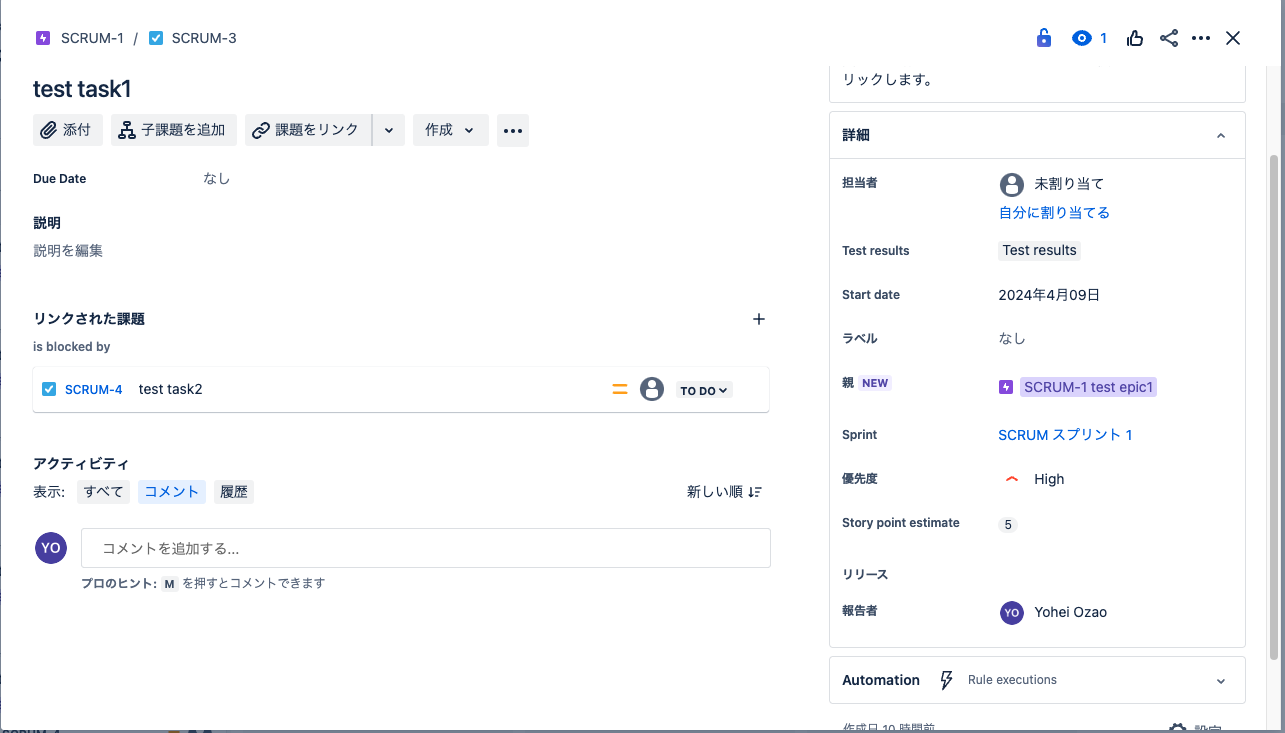 SCRUM-1 / SCRUM-3
1
test task1
添付
子課題を追加
課題をリンク
作成
Due Date
なし
説明
説明を編集
リンクされた課題
is blocked by
SCRUM-4 test task2
TO DO
アクティビティ
表示: すべて コメント 履歴
新しい順
YO
コメントを追加する...
プロのヒント: M を押すとコメントできます
リックします。
詳細
担当者
未割り当て
自分に割り当てる
Test results
Test results
Start date
2024年4月09日
ラベル
なし
親 NEW
SCRUM-1 test epic1
Sprint
SCRUM スプリント 1
優先度
High
Story point estimate
5
リリース
報告者
YO Yohei Ozao
Automation
Rule executions
作成日 10 時間前
設定